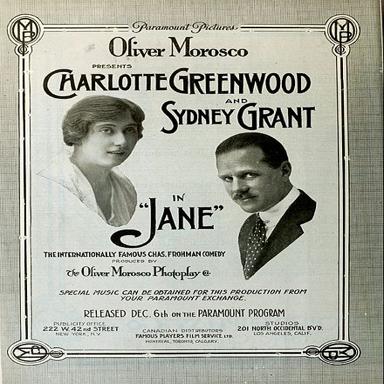 Paramount Pictures
Oliver Morosco
PRESENTS
CHARLOTTE GREENWOOD
AND
SYDNEY GRANT
IN
"JANE"
THE INTERNATIONALLY FAMOUS CHAS. FROHMAN COMEDY
PRODUCED BY
The Oliver Morosco Photoplay Co.
SPECIAL MUSIC CAN BE OBTAINED FOR THIS PRODUCTION FROM
YOUR PARAMOUNT EXCHANGE.
RELEASED DEC. 6th ON THE PARAMOUNT PROGRAM
PUBLICITY OFFICE
222 W. 42nd STREET
NEW YORK, N.Y.
CANADIAN DISTRIBUTORS
FAMOUS PLAYERS FILM SERVICE LTD.
MONTREAL, TORONTO, CALGARY.
STUDIOS
201 NORTH OCCIDENTAL B'V'D.
LOS ANGELES, CALIF.